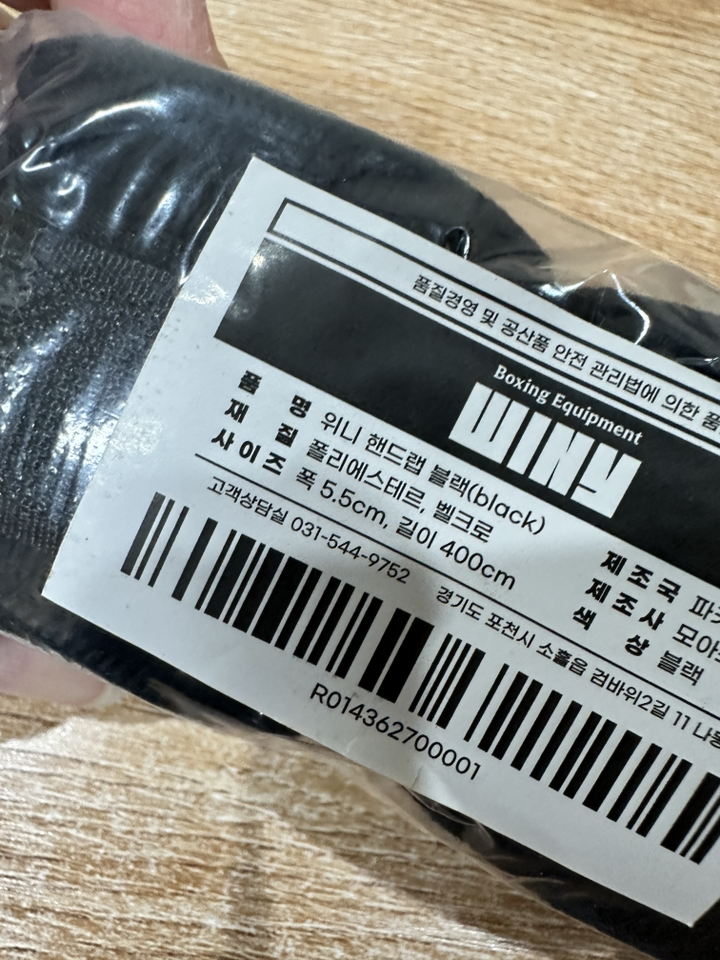 품질경영 및 공산품 안전 관리법에 의한 품
Boxing Equipment
WINY
품 명 위니 핸드랩 블랙(black)
재 질 폴리에스테르, 벨크로
사이즈 폭 5.5cm, 길이 400cm
제조국
제조사
색 상 블랙
고객상담실 031-544-9752 경기도 포천시 소흘읍 검바위2길 11
R014362700001